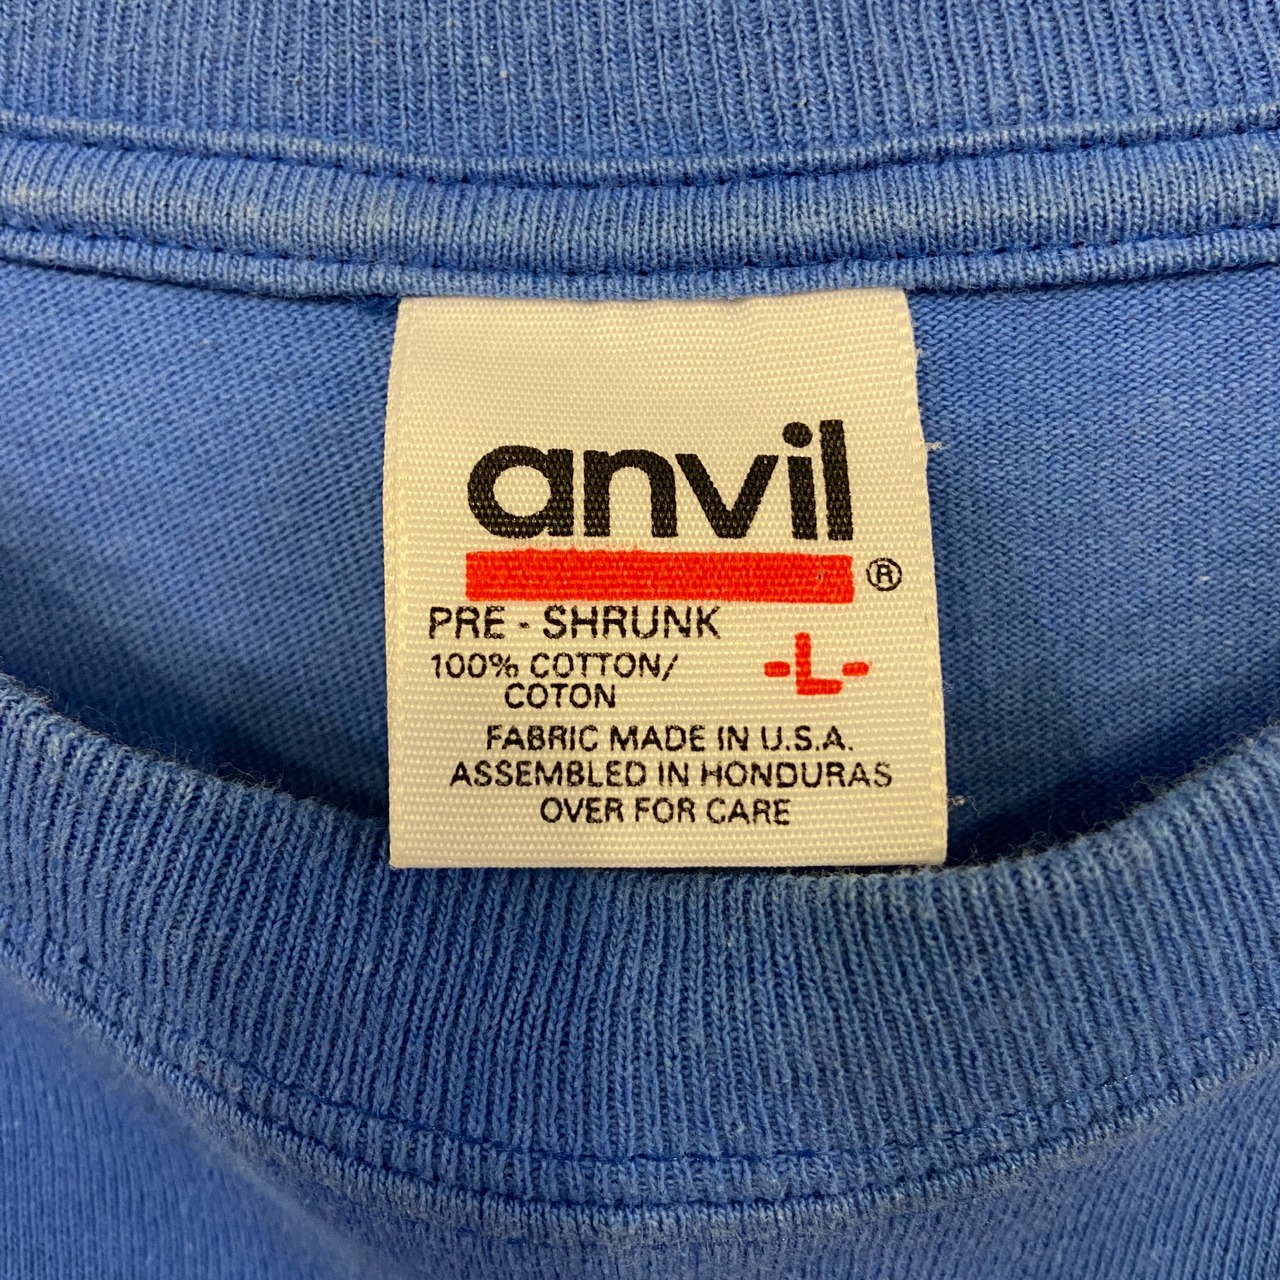 anvil
®
PRE - SHRUNK
-L-
100% COTTON/
COTON
FABRIC MADE IN U.S.A.
ASSEMBLED IN HONDURAS
OVER FOR CARE